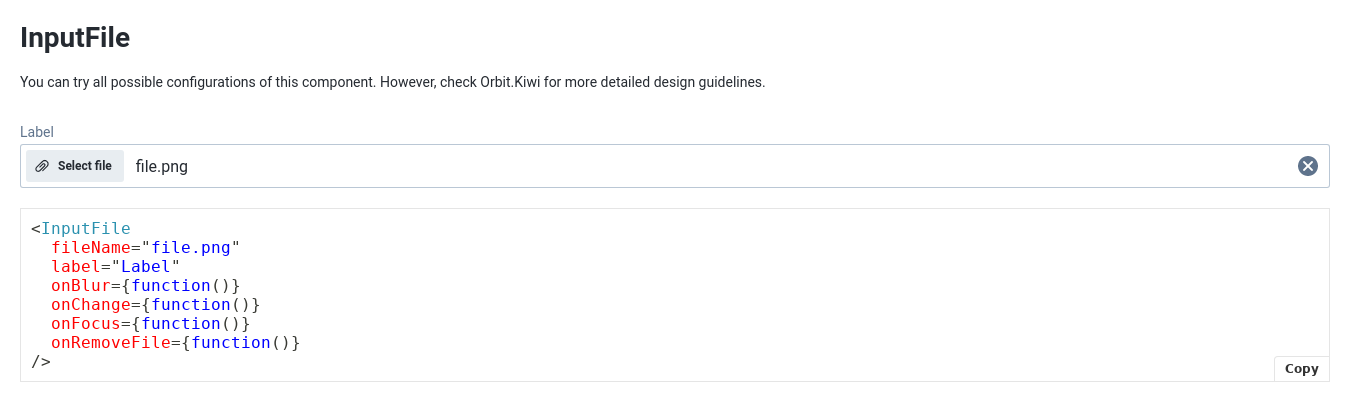 InputFile
You can try all possible configurations of this component. However, check Orbit.Kiwi for more detailed design guidelines.
Label
Select file file.png
<InputFile
  fileName="file.png"
  label="Label"
  onBlur={function()}
  onChange={function()}
  onFocus={function()}
  onRemoveFile={function()}
/>
Copy